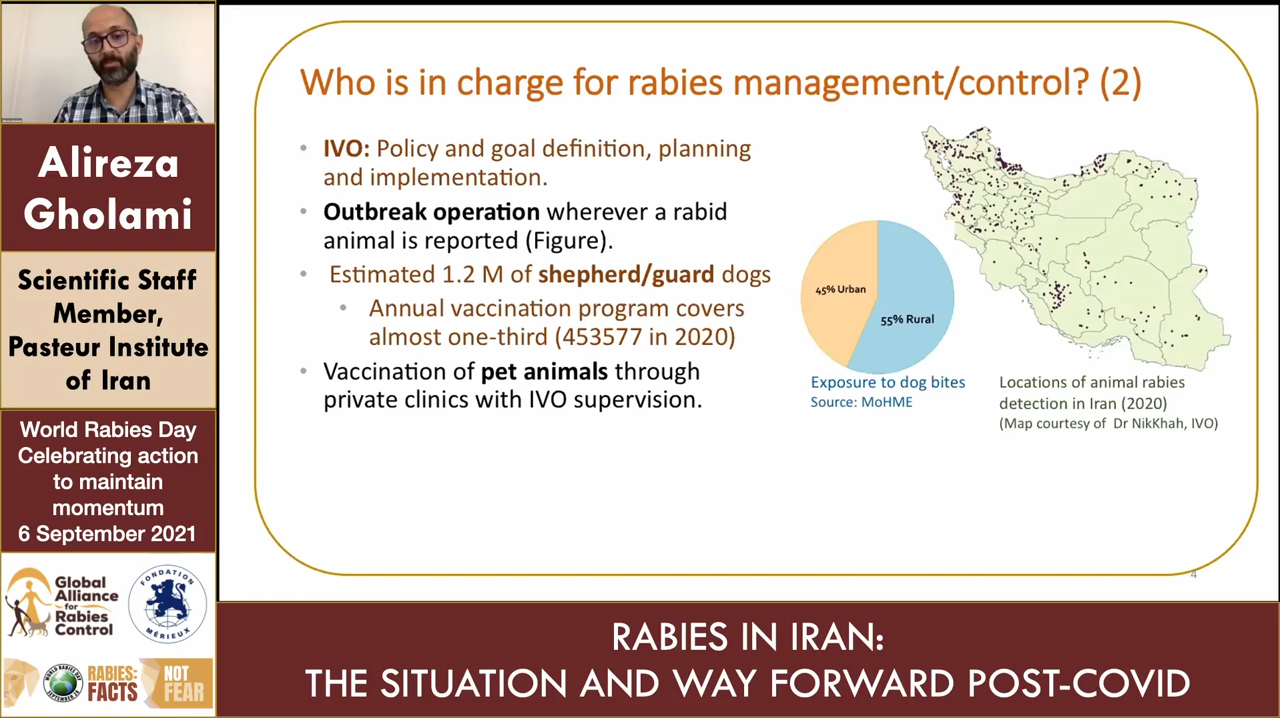 Alireza
Gholami
Scientific Staff
Member,
Pasteur Institute
of Iran
World Rabies Day
Celebrating action
to maintain
momentum
6 September 2021
Global
Alliance
for
Rabies
Control
FONDATION
MÉRIEUX
RABIES:
FACTS
NOT
FEAR
Who is in charge for rabies management/control? (2)
• IVO: Policy and goal definition, planning
and implementation.
• Outbreak operation wherever a rabid
animal is reported (Figure).
• Estimated 1.2 M of shepherd/guard dogs
• Annual vaccination program covers
almost one-third (453577 in 2020)
• Vaccination of pet animals through
private clinics with IVO supervision.
45% Urban
55% Rural
Exposure to dog bites
Source: MoHME
Locations of animal rabies
detection in Iran (2020)
(Map courtesy of Dr NikKhah, IVO)
4
RABIES IN IRAN:
THE SITUATION AND WAY FORWARD POST-COVID